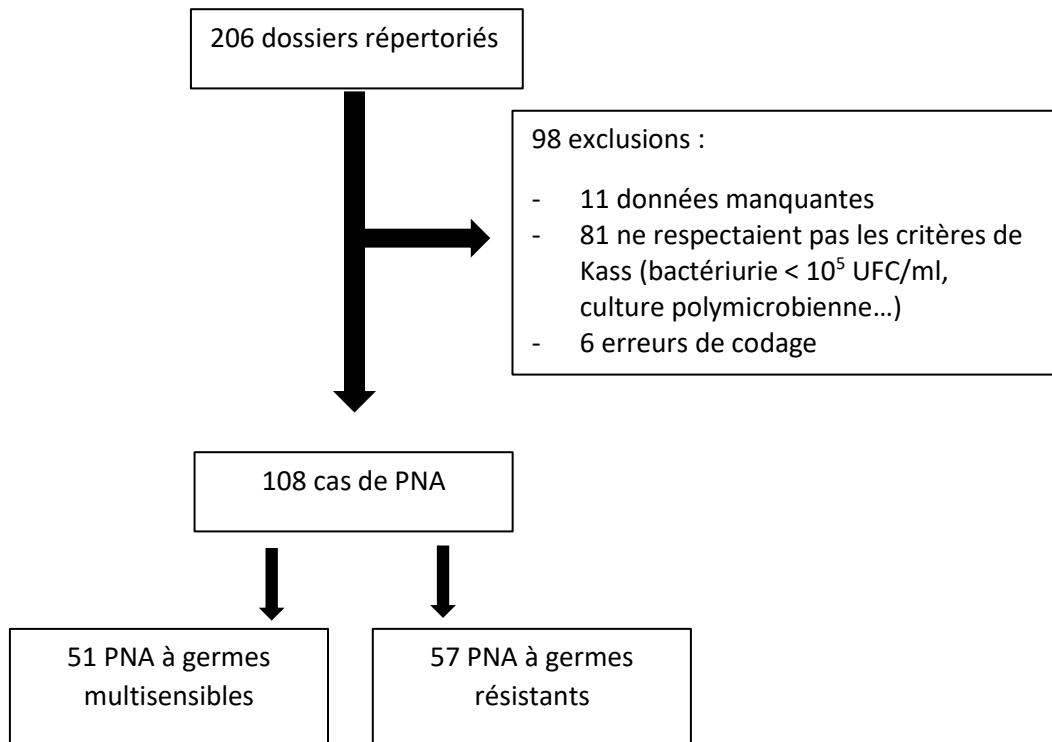 206 dossiers répertoriés
98 exclusions :
- 11 données manquantes
- 81 ne respectaient pas les critères de
Kass (bactériurie < 10⁵ UFC/ml,
culture polymicrobienne…)
- 6 erreurs de codage
108 cas de PNA
51 PNA à germes
multisensibles
57 PNA à germes
résistants